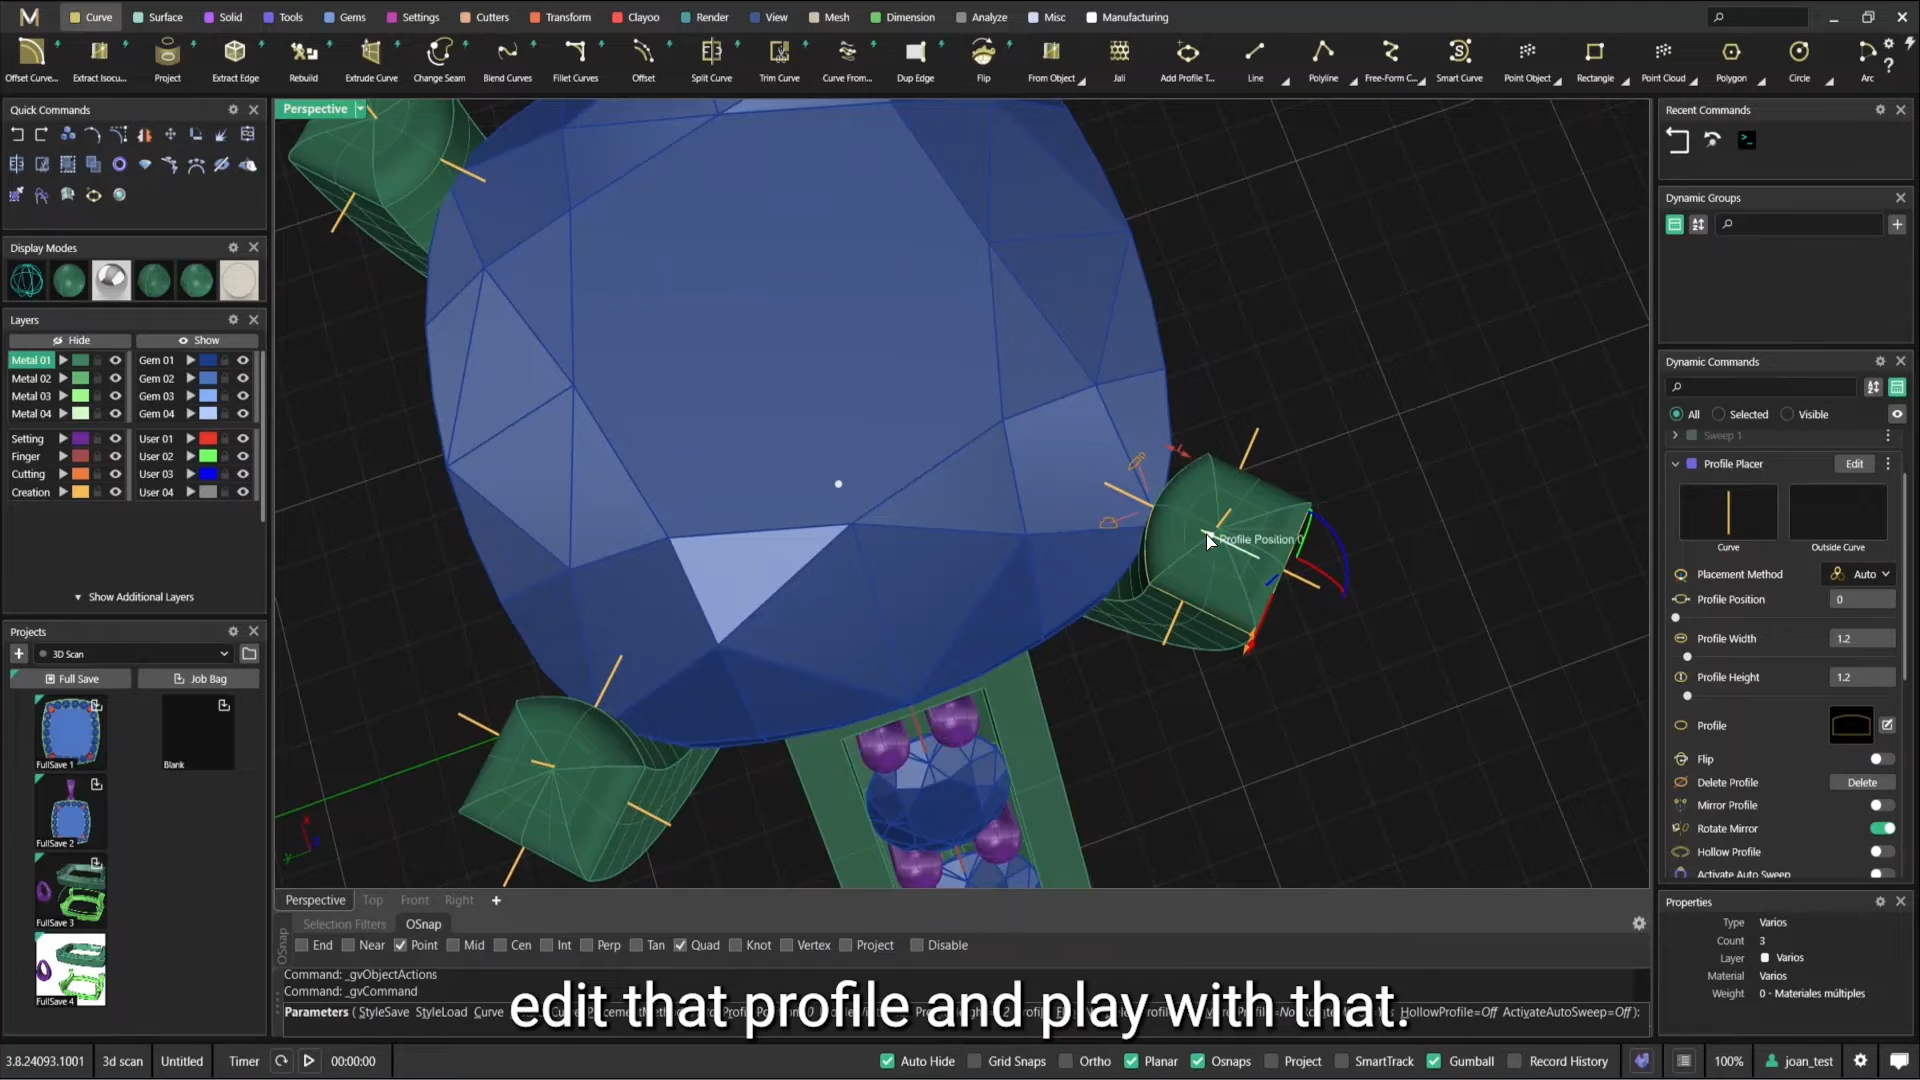 Curve Surface Solid Tools Gems Settings Cutters Transform Clayoo Render View Mesh Dimension Analyze Misc Manufacturing
Offset Curve... Extract Isocu... Project Extract Edge Rebuild Extrude Curve Change Seam Blend Curves Fillet Curves Offset Split Curve Trim Curve Curve From... Dup Edge Flip From Object Jali Add Profile T... Line Polyline Free-Form C... Smart Curve Point Object Rectangle Point Cloud Polygon Circle Arc
Quick Commands
Display Modes
Layers
Hide Show
Metal 01 Gem 01
Metal 02 Gem 02
Metal 03 Gem 03
Metal 04 Gem 04
Setting User 01
Finger User 02
Cutting User 03
Creation User 04
Show Additional Layers
Projects
3D Scan
Full Save Job Bag
FullSave 1 Blank
FullSave 2
FullSave 3
FullSave 4
Perspective
Profile Position 0
Perspective Top Front Right
Selection Filters OSnap
OSnap
End Near Point Mid Cen Int Perp Tan Quad Knot Vertex Project Disable
Command: _gvObjectActions
Command: _gvCommand
Parameters ( StyleSave StyleLoad Curve HollowProfile=Off ActivateAutoSweep=Off ):
edit that profile and play with that.
Recent Commands
Dynamic Groups
Dynamic Commands
All Selected Visible
Sweep 1
Profile Placer Edit
Curve Outside Curve
Placement Method Auto
Profile Position 0
Profile Width 1.2
Profile Height 1.2
Profile
Flip
Delete Profile Delete
Mirror Profile
Rotate Mirror
Hollow Profile
Activate Auto Sweep
Properties
Type Varios
Count 3
Layer Varios
Material Varios
Weight 0 - Materiales múltiples
3.8.24093.1001 3d scan Untitled Timer 00:00:00 Auto Hide Grid Snaps Ortho Planar Osnaps Project SmartTrack Gumball Record History 100% joan_test